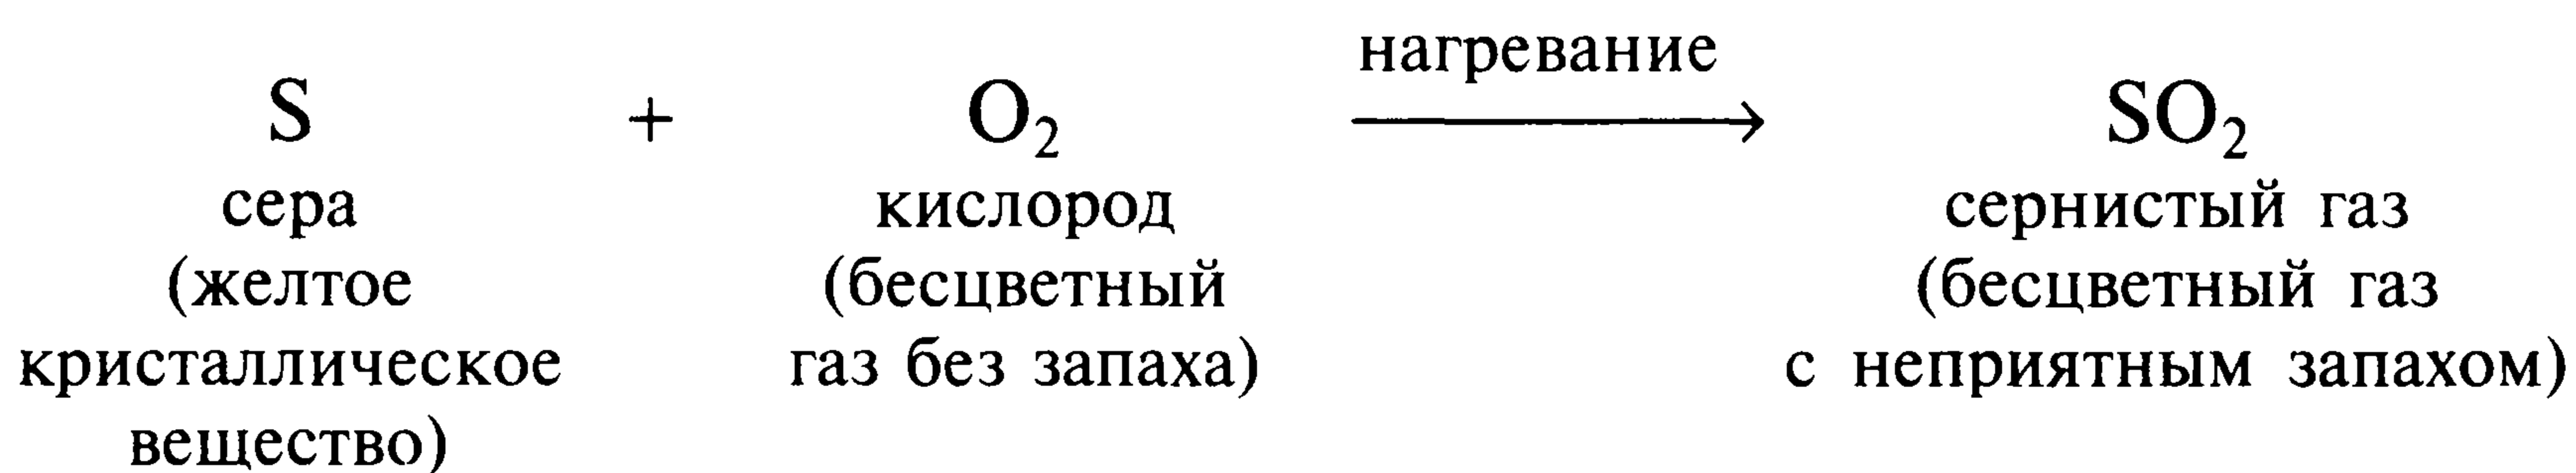 нагревание
S + O₂ ⟶ SO₂
сера кислород сернистый газ
(желтое (бесцветный (бесцветный газ
кристаллическое газ без запаха) с неприятным запахом)
вещество)